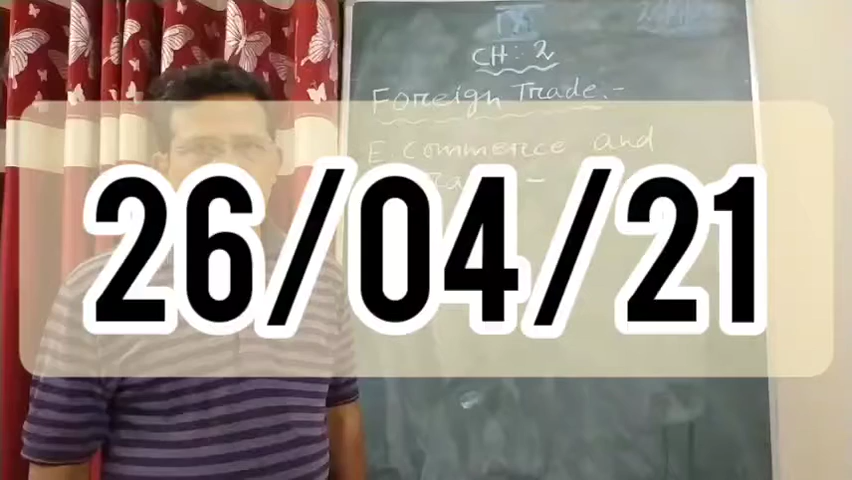 CH:- 2
Foreign Trade:-
E. Commerce and
26/04/21